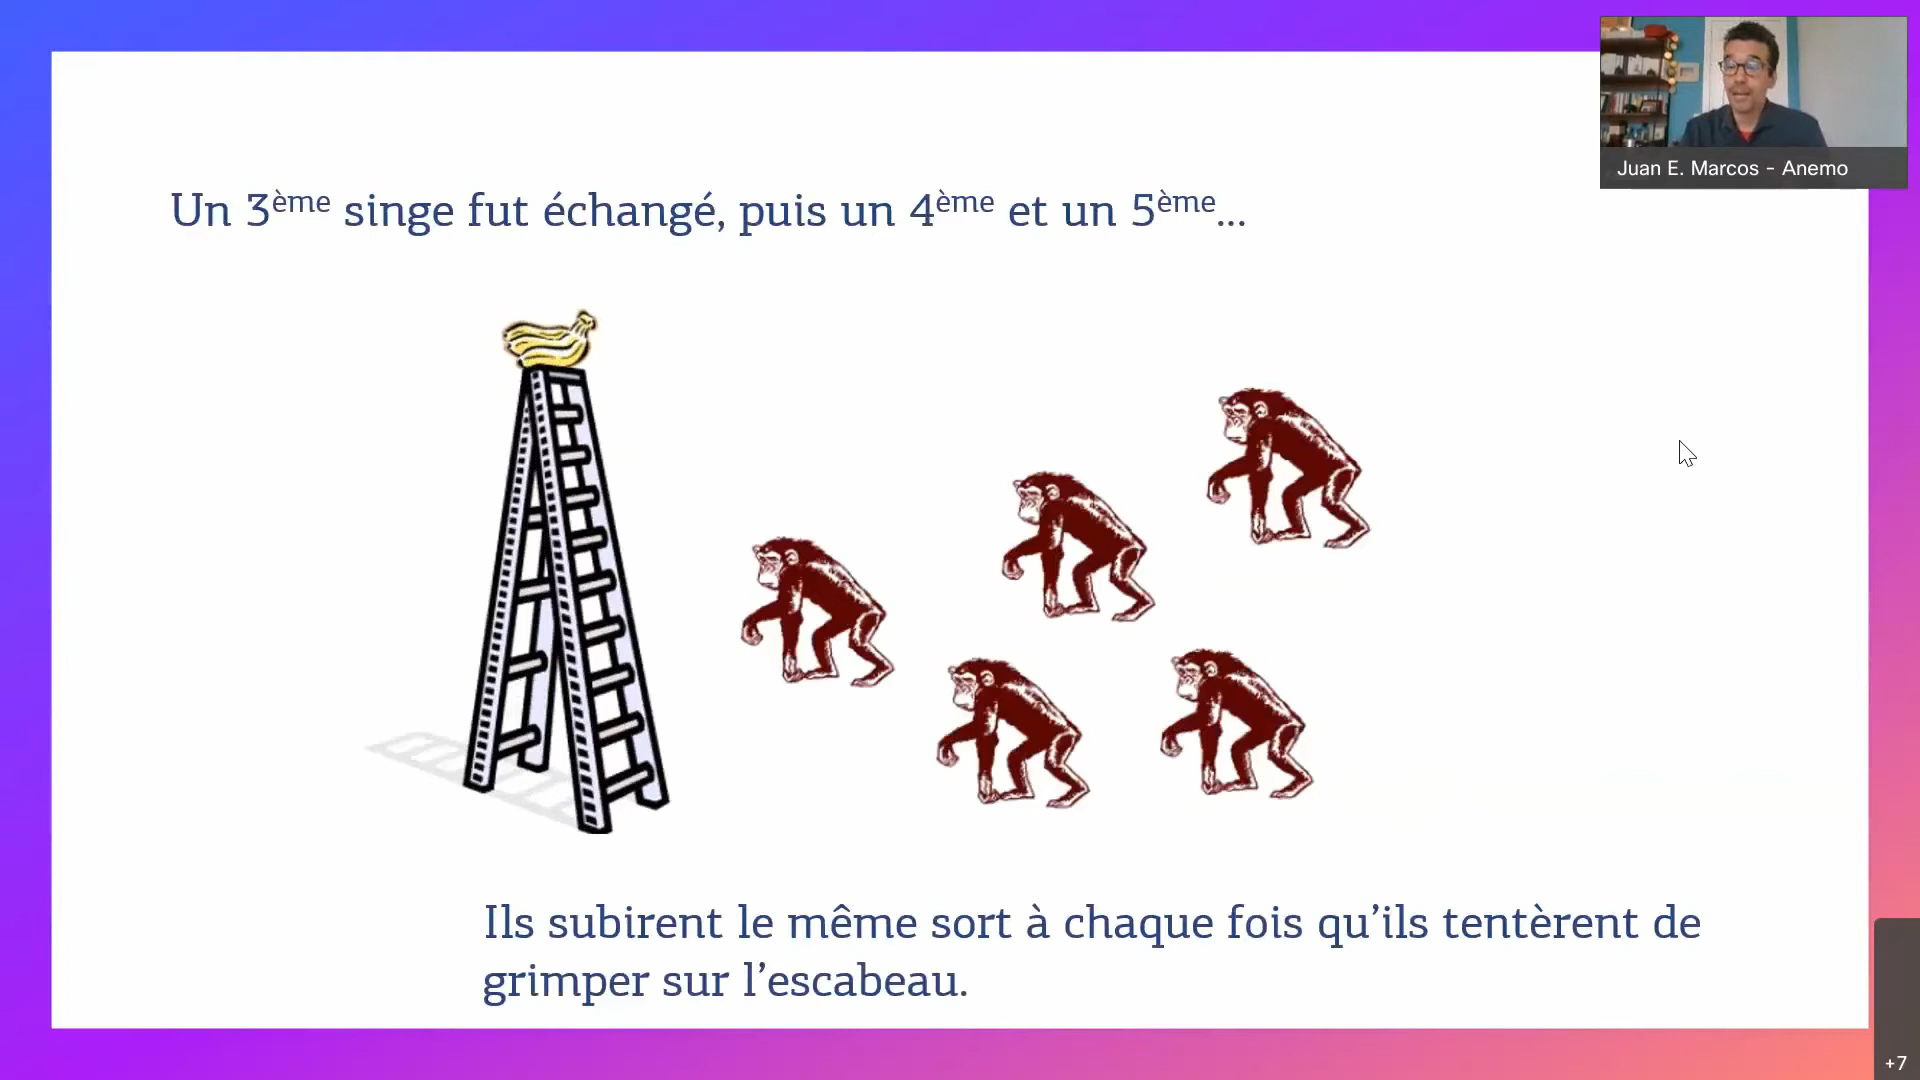 Juan E. Marcos - Anemo
Un 3ème singe fut échangé, puis un 4ème et un 5ème...
Ils subirent le même sort à chaque fois qu’ils tentèrent de
grimper sur l’escabeau.
+7